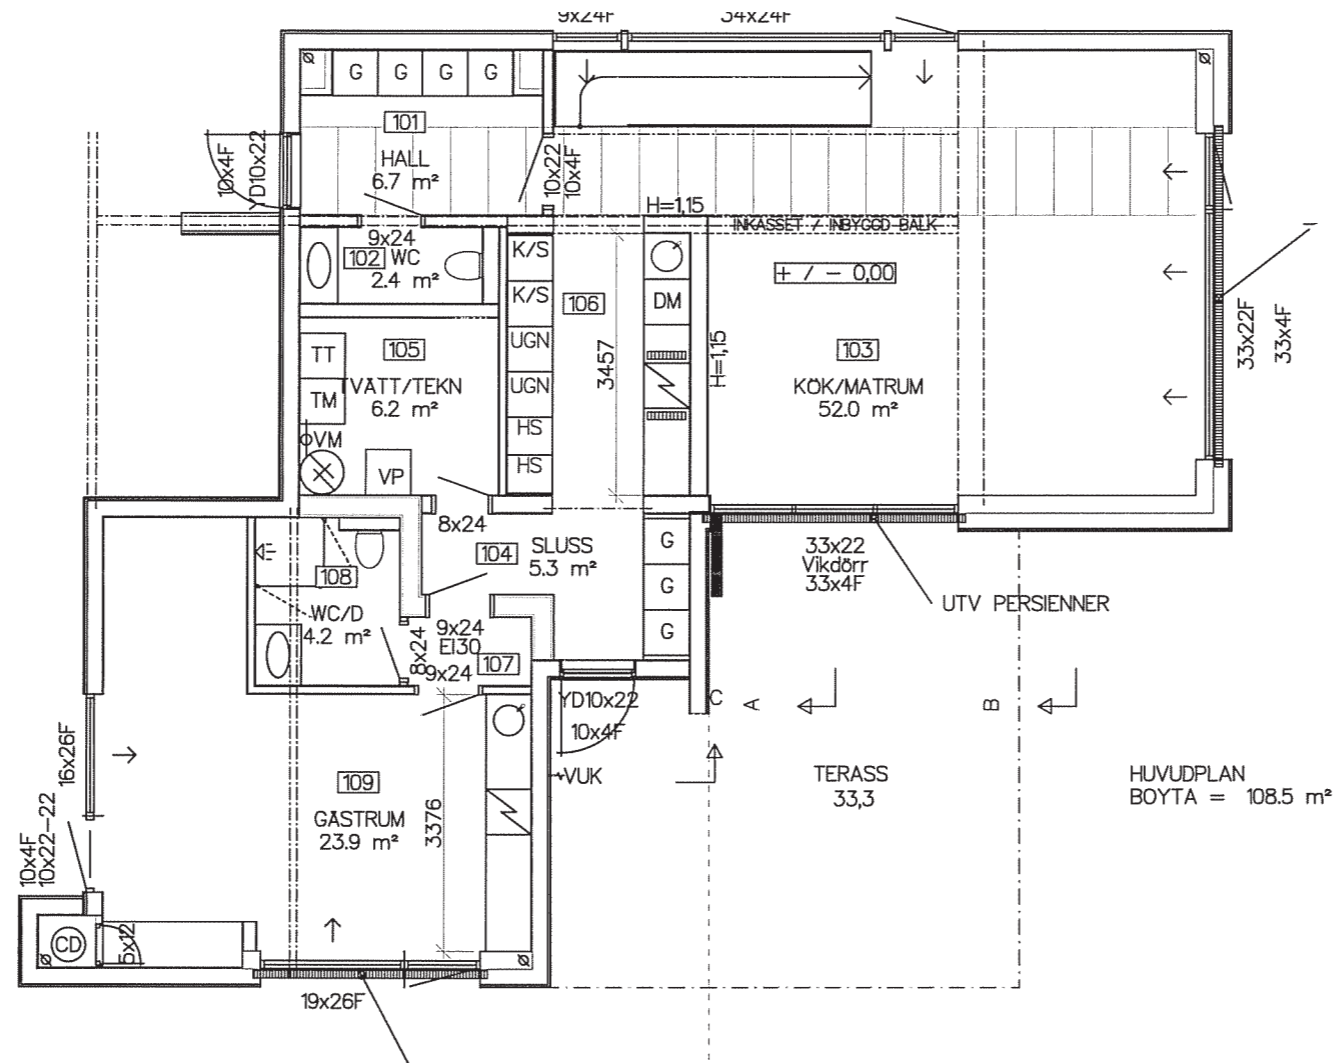 9x24F
34x24F
G G G G
101
HALL
6.7 m²
10x4F
YD10x22
10x22
10x4F
H=1,15
INKASSET / INBYGGD BALK
9x24
102 WC
2.4 m²
K/S
K/S
UGN
UGN
HS
HS
106
DM
3457
H=1,15
+ / - 0,00
103
KÖK/MATRUM
52.0 m²
33x22F
33x4F
TT
TM
105
TVÄTT/TEKN
6.2 m²
VM
VP
8x24
104
SLUSS
5.3 m²
G
G
G
33x22
Vikdörr
33x4F
UTV PERSIENNER
108
WC/D
4.2 m²
8x24
9x24
EI30
9x24
107
YD10x22
10x4F
VUK
C
A
B
16x26F
109
GÄSTRUM
23.9 m²
3376
TERASS
33,3
HUVUDPLAN
BOYTA = 108.5 m²
10x4F
10x22-22
CD
5x12
19x26F